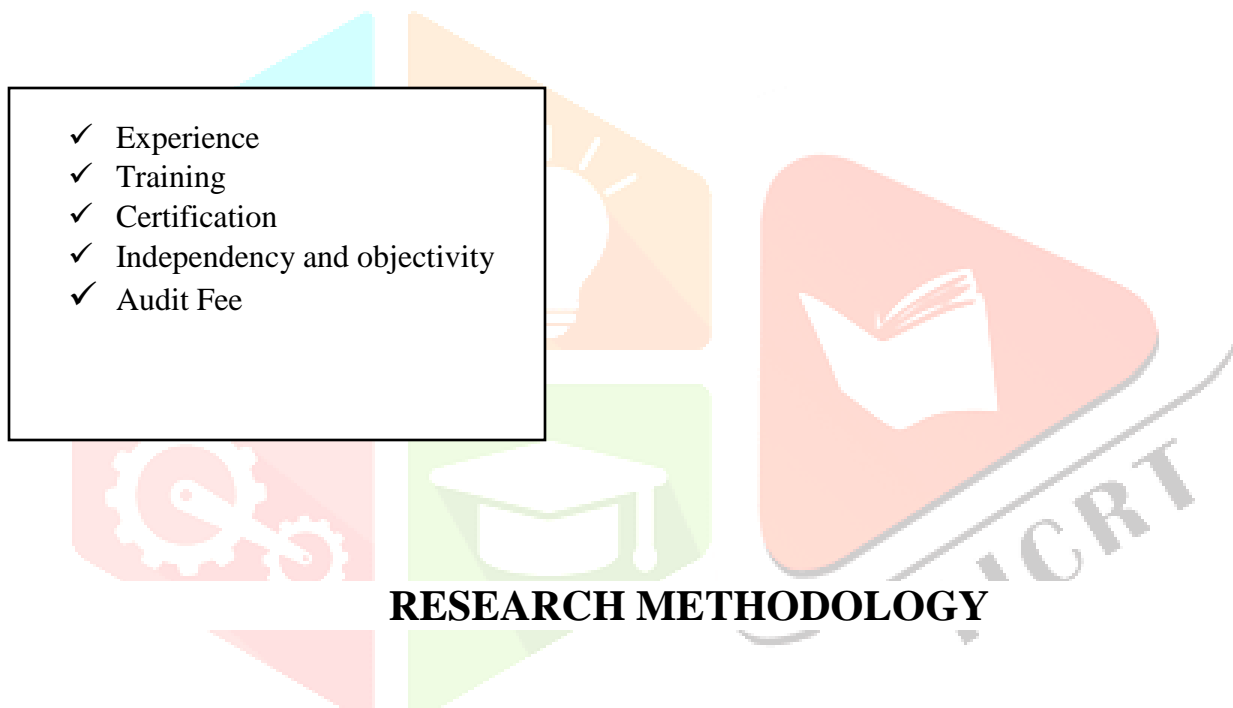 ✓ Experience
✓ Training
✓ Certification
✓ Independency and objectivity
✓ Audit Fee
RESEARCH METHODOLOGY